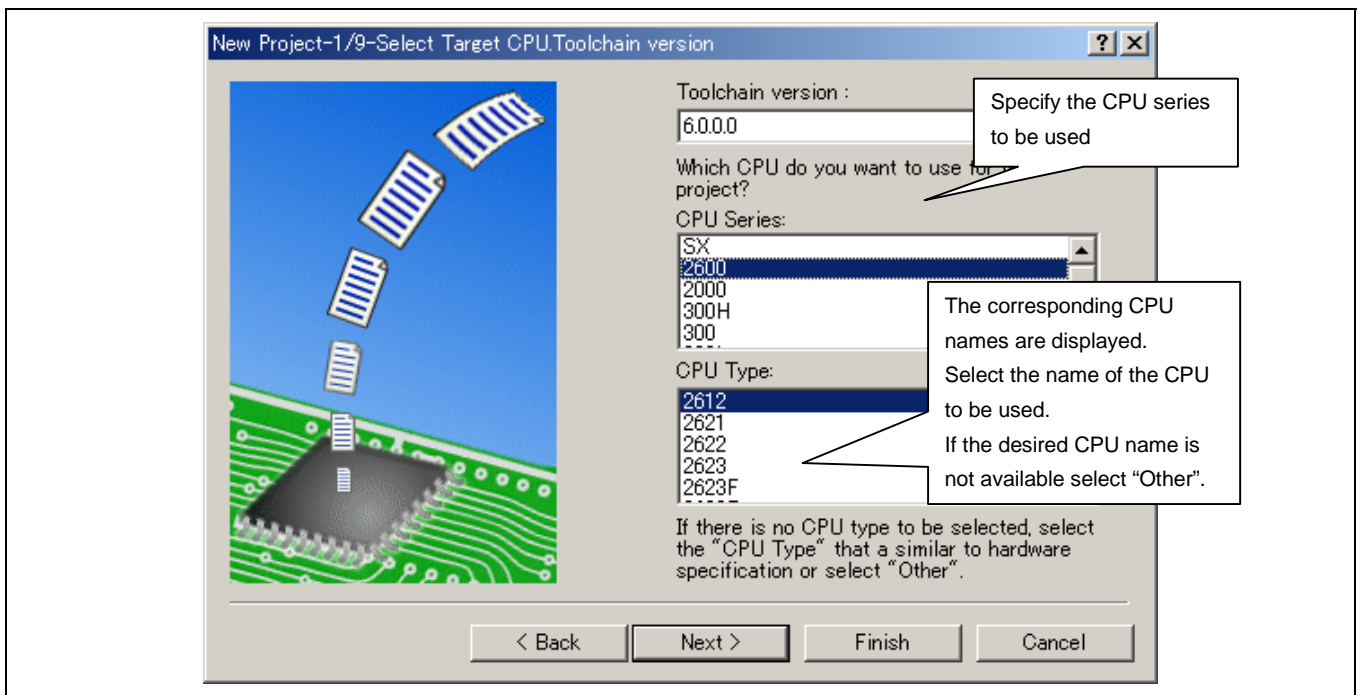 New Project-1/9-Select Target CPU.Toolchain version
Toolchain version :
6.0.0.0
Specify the CPU series
to be used
Which CPU do you want to use for
project?
CPU Series:
SX
2600
2000
300H
300
The corresponding CPU
names are displayed.
Select the name of the CPU
to be used.
If the desired CPU name is
not available select “Other”.
CPU Type:
2612
2621
2622
2623
2623F
If there is no CPU type to be selected, select
the "CPU Type" that a similar to hardware
specification or select "Other".
< Back
Next >
Finish
Cancel